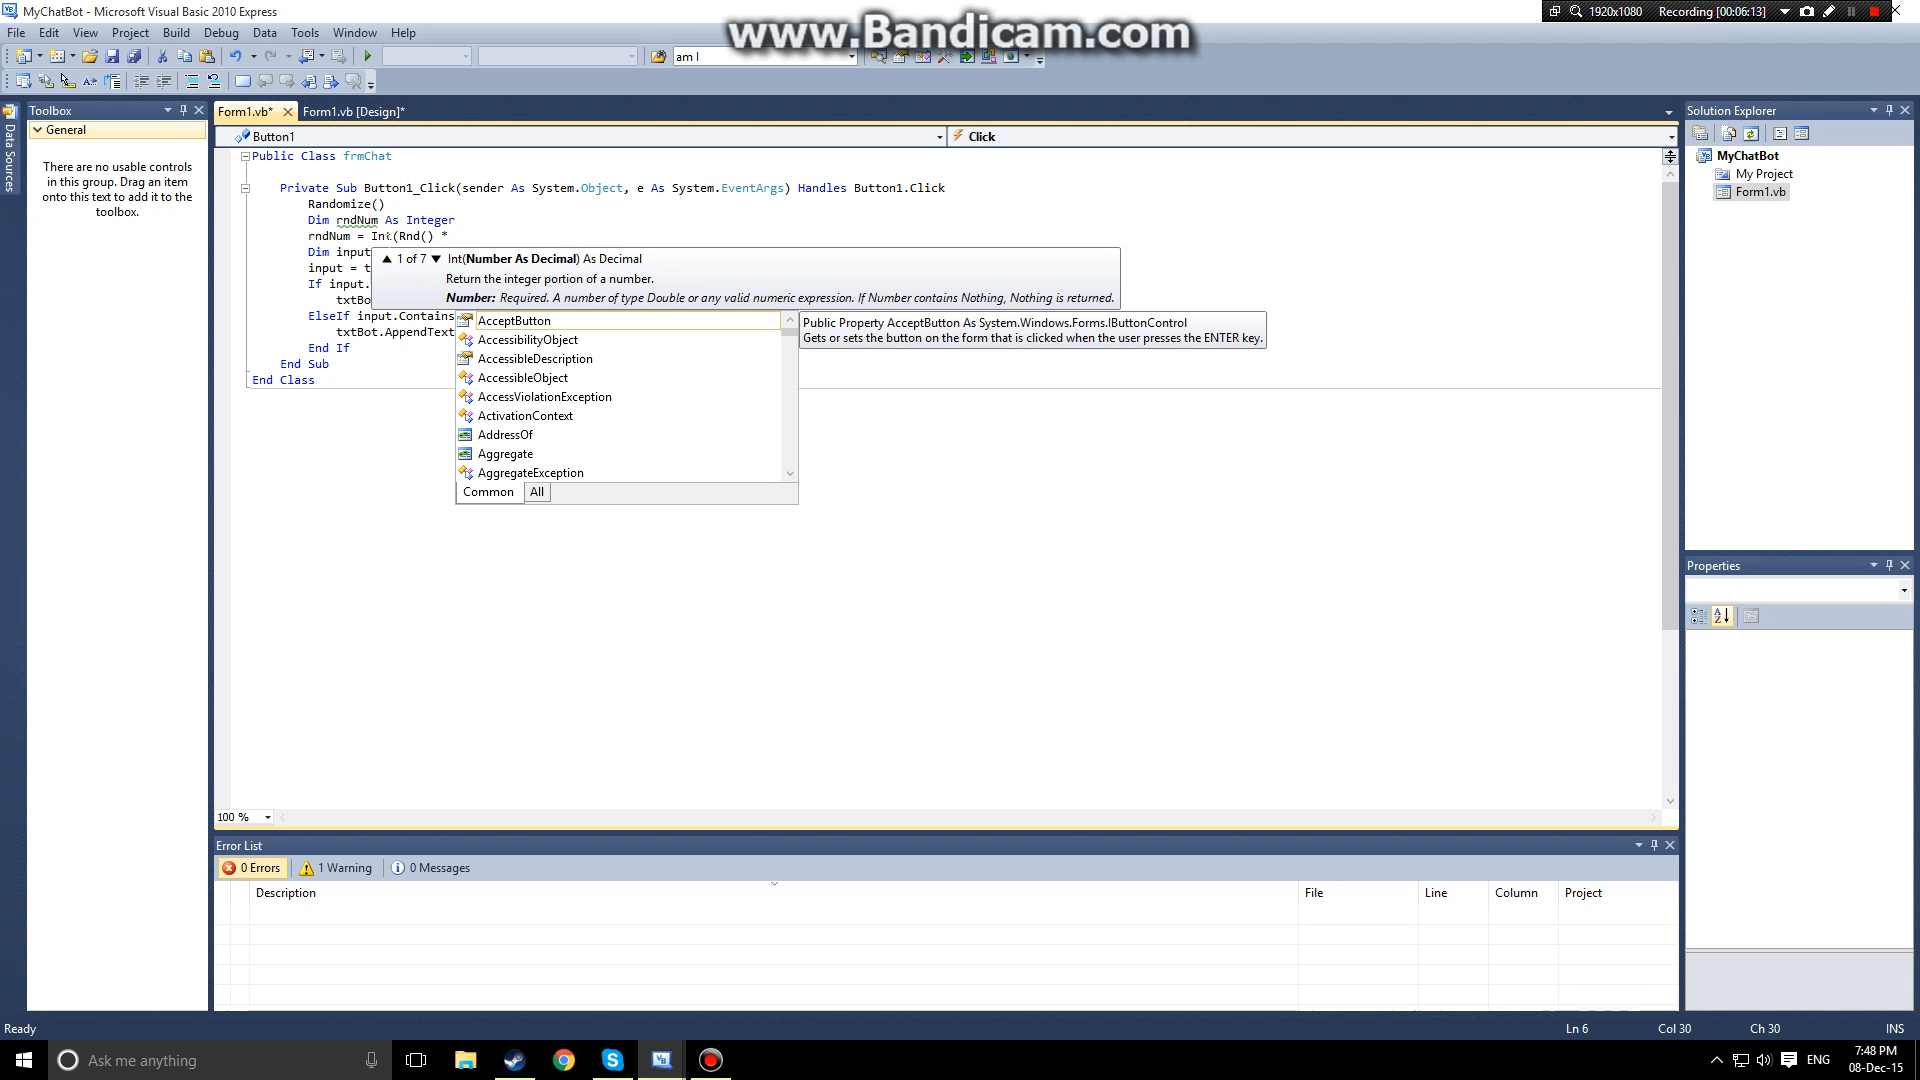 MyChatBot - Microsoft Visual Basic 2010 Express
www.Bandicam.com
1920x1080 Recording [00:06:13]
File Edit View Project Build Debug Data Tools Window Help
am I
Toolbox
Form1.vb* Form1.vb [Design]*
Solution Explorer
Data Sources
General
There are no usable controls
in this group. Drag an item
onto this text to add it to the
toolbox.
Button1 Click
Public Class frmChat
Private Sub Button1_Click(sender As System.Object, e As System.EventArgs) Handles Button1.Click
Randomize()
Dim rndNum As Integer
rndNum = Int(Rnd() *
Dim input
input = t
If input.
txtBo
ElseIf input.Contains
txtBot.AppendText
End If
End Sub
End Class
1 of 7 Int(Number As Decimal) As Decimal
Return the integer portion of a number.
Number: Required. A number of type Double or any valid numeric expression. If Number contains Nothing, Nothing is returned.
AcceptButton
AccessibilityObject
AccessibleDescription
AccessibleObject
AccessViolationException
ActivationContext
AddressOf
Aggregate
AggregateException
Common All
Public Property AcceptButton As System.Windows.Forms.IButtonControl
Gets or sets the button on the form that is clicked when the user presses the ENTER key.
MyChatBot
My Project
Form1.vb
Properties
100 %
Error List
0 Errors 1 Warning 0 Messages
Description File Line Column Project
Ready Ln 6 Col 30 Ch 30 INS
Ask me anything
ENG
7:48 PM
08-Dec-15